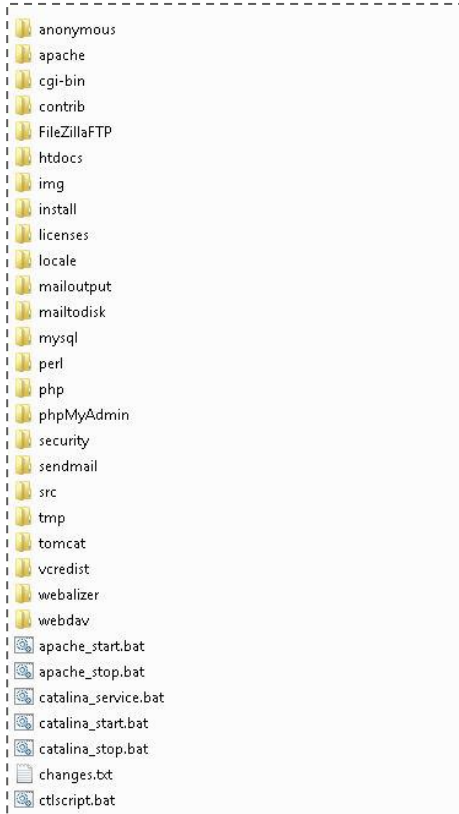 anonymous
apache
cgi-bin
contrib
FileZillaFTP
htdocs
img
install
licenses
locale
mailoutput
mailtodisk
mysql
perl
php
phpMyAdmin
security
sendmail
src
tmp
tomcat
vcredist
webalizer
webdav
apache_start.bat
apache_stop.bat
catalina_service.bat
catalina_start.bat
catalina_stop.bat
changes.txt
ctlscript.bat